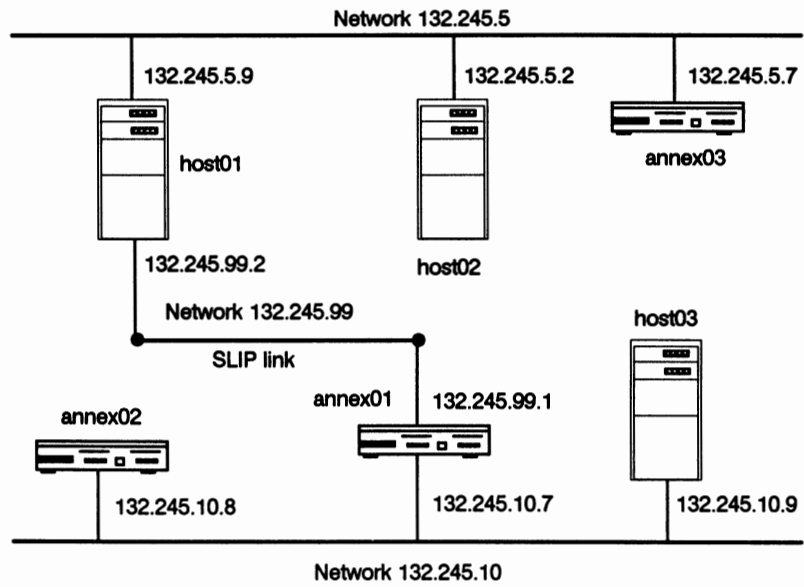 Network 132.245.5
132.245.5.9
132.245.5.2
132.245.5.7
host01
annex03
132.245.99.2
host02
Network 132.245.99
host03
SLIP link
annex01
132.245.99.1
annex02
132.245.10.8
132.245.10.7
132.245.10.9
Network 132.245.10